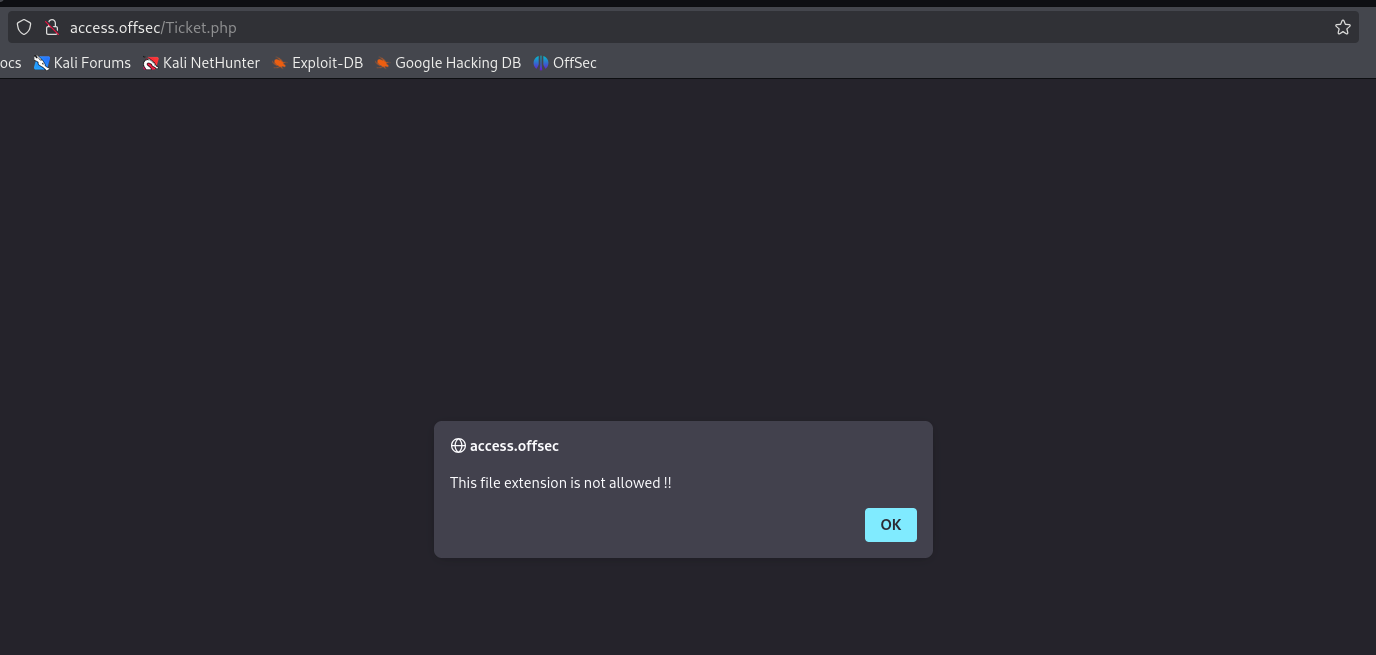 access.offsec/Ticket.php
ocs Kali Forums Kali NetHunter Exploit-DB Google Hacking DB OffSec
access.offsec
This file extension is not allowed !!
OK